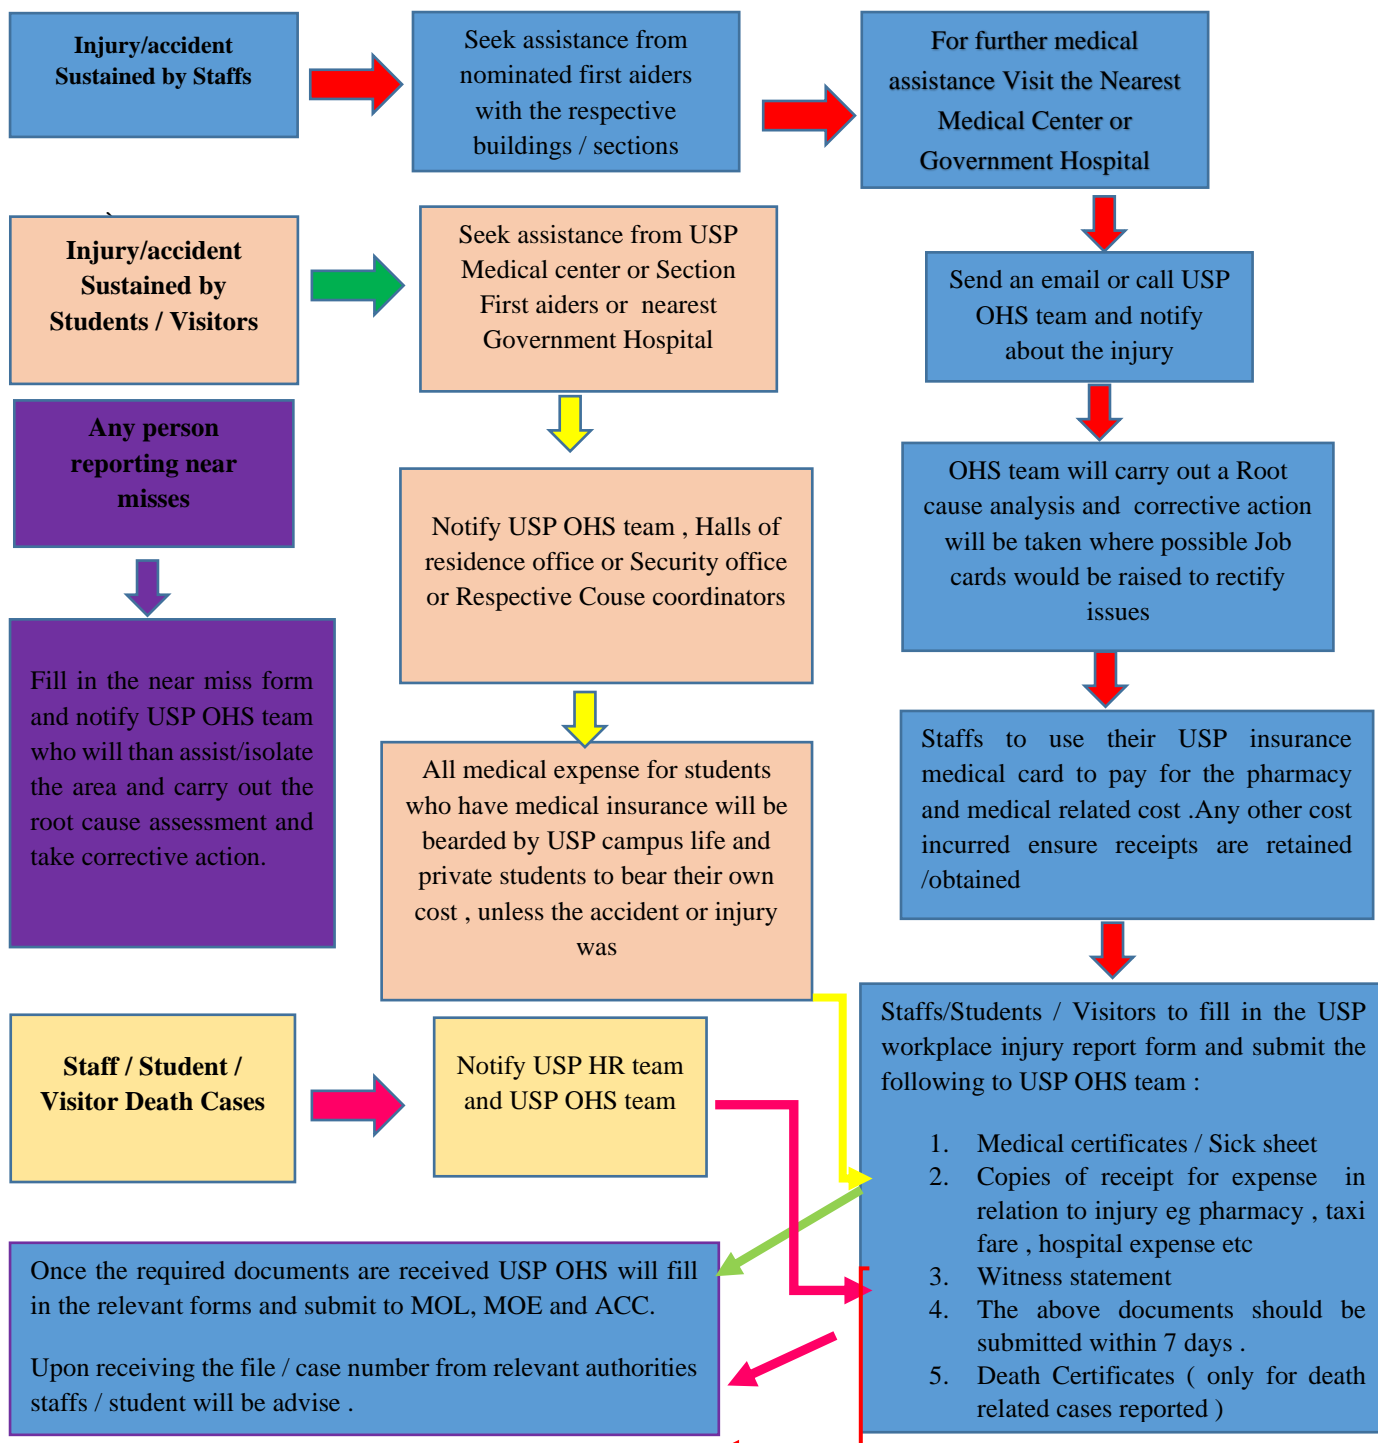 Injury/accident
Sustained by Staffs
Seek assistance from
nominated first aiders
with the respective
buildings / sections
For further medical
assistance Visit the Nearest
Medical Center or
Government Hospital
`
Injury/accident
Sustained by
Students / Visitors
Seek assistance from USP
Medical center or Section
First aiders or nearest
Government Hospital
Send an email or call USP
OHS team and notify
about the injury
Any person
reporting near
misses
Notify USP OHS team , Halls of
residence office or Security office
or Respective Couse coordinators
OHS team will carry out a Root
cause analysis and corrective action
will be taken where possible Job
cards would be raised to rectify
issues
Fill in the near miss form
and notify USP OHS team
who will than assist/isolate
the area and carry out the
root cause assessment and
take corrective action.
All medical expense for students
who have medical insurance will be
bearded by USP campus life and
private students to bear their own
cost , unless the accident or injury
was
Staffs to use their USP insurance
medical card to pay for the pharmacy
and medical related cost .Any other cost
incurred ensure receipts are retained
/obtained
Staff / Student /
Visitor Death Cases
Notify USP HR team
and USP OHS team
Staffs/Students / Visitors to fill in the USP
workplace injury report form and submit the
following to USP OHS team :
1. Medical certificates / Sick sheet
2. Copies of receipt for expense in
relation to injury eg pharmacy , taxi
fare , hospital expense etc
3. Witness statement
4. The above documents should be
submitted within 7 days .
5. Death Certificates ( only for death
related cases reported )
Once the required documents are received USP OHS will fill
in the relevant forms and submit to MOL, MOE and ACC.
Upon receiving the file / case number from relevant authorities
staffs / student will be advise .